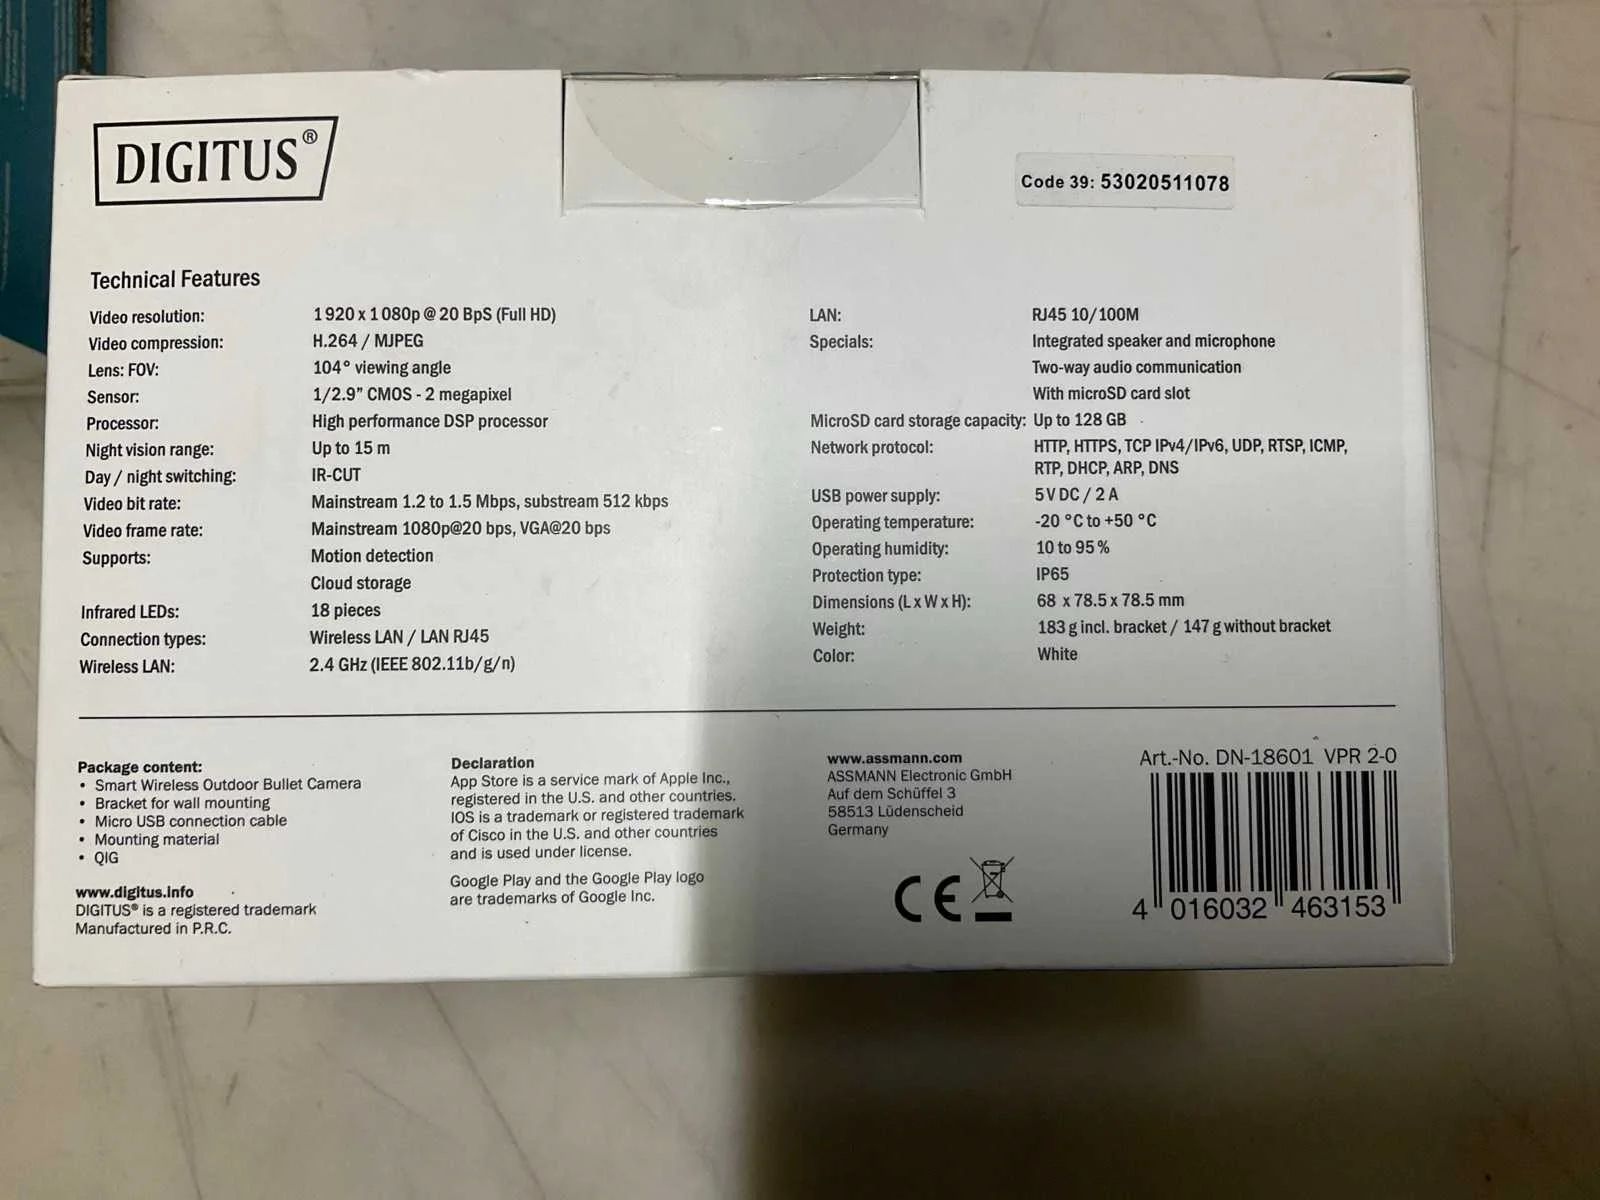 DIGITUS®
Code 39: 53020511078
Technical Features
Video resolution: 1920 x 1080p @ 20 BpS (Full HD)
Video compression: H.264 / MJPEG
Lens: FOV: 104° viewing angle
Sensor: 1/2.9” CMOS - 2 megapixel
Processor: High performance DSP processor
Night vision range: Up to 15 m
Day / night switching: IR-CUT
Video bit rate: Mainstream 1.2 to 1.5 Mbps, substream 512 kbps
Video frame rate: Mainstream 1080p@20 bps, VGA@20 bps
Supports: Motion detection
Cloud storage
Infrared LEDs: 18 pieces
Connection types: Wireless LAN / LAN RJ45
Wireless LAN: 2.4 GHz (IEEE 802.11b/g/n)
LAN: RJ45 10/100M
Specials: Integrated speaker and microphone
Two-way audio communication
With microSD card slot
MicroSD card storage capacity: Up to 128 GB
Network protocol: HTTP, HTTPS, TCP IPv4/IPv6, UDP, RTSP, ICMP,
RTP, DHCP, ARP, DNS
USB power supply: 5 V DC / 2 A
Operating temperature: -20 °C to +50 °C
Operating humidity: 10 to 95 %
Protection type: IP65
Dimensions (L x W x H): 68 x 78.5 x 78.5 mm
Weight: 183 g incl. bracket / 147 g without bracket
Color: White
Package content:
• Smart Wireless Outdoor Bullet Camera
• Bracket for wall mounting
• Micro USB connection cable
• Mounting material
• QIG
www.digitus.info
DIGITUS® is a registered trademark
Manufactured in P.R.C.
Declaration
App Store is a service mark of Apple Inc.,
registered in the U.S. and other countries.
IOS is a trademark or registered trademark
of Cisco in the U.S. and other countries
and is used under license.
Google Play and the Google Play logo
are trademarks of Google Inc.
www.assmann.com
ASSMANN Electronic GmbH
Auf dem Schüffel 3
58513 Lüdenscheid
Germany
CE
Art.-No. DN-18601 VPR 2-0
4 016032 463153